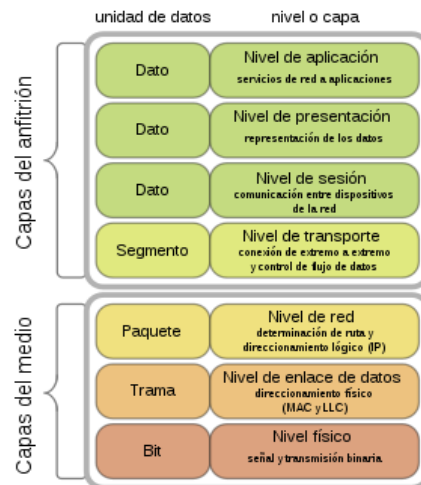 unidad de datos nivel o capa
Capas del anfitrión
Dato
Nivel de aplicación
servicios de red a aplicaciones
Dato
Nivel de presentación
representación de los datos
Dato
Nivel de sesión
comunicación entre dispositivos
de la red
Segmento
Nivel de transporte
conexión de extremo a extremo
y control de flujo de datos
Capas del medio
Paquete
Nivel de red
determinación de ruta y
direccionamiento lógico (IP)
Trama
Nivel de enlace de datos
direccionamiento físico
(MAC y LLC)
Bit
Nivel físico
señal y transmisión binaria